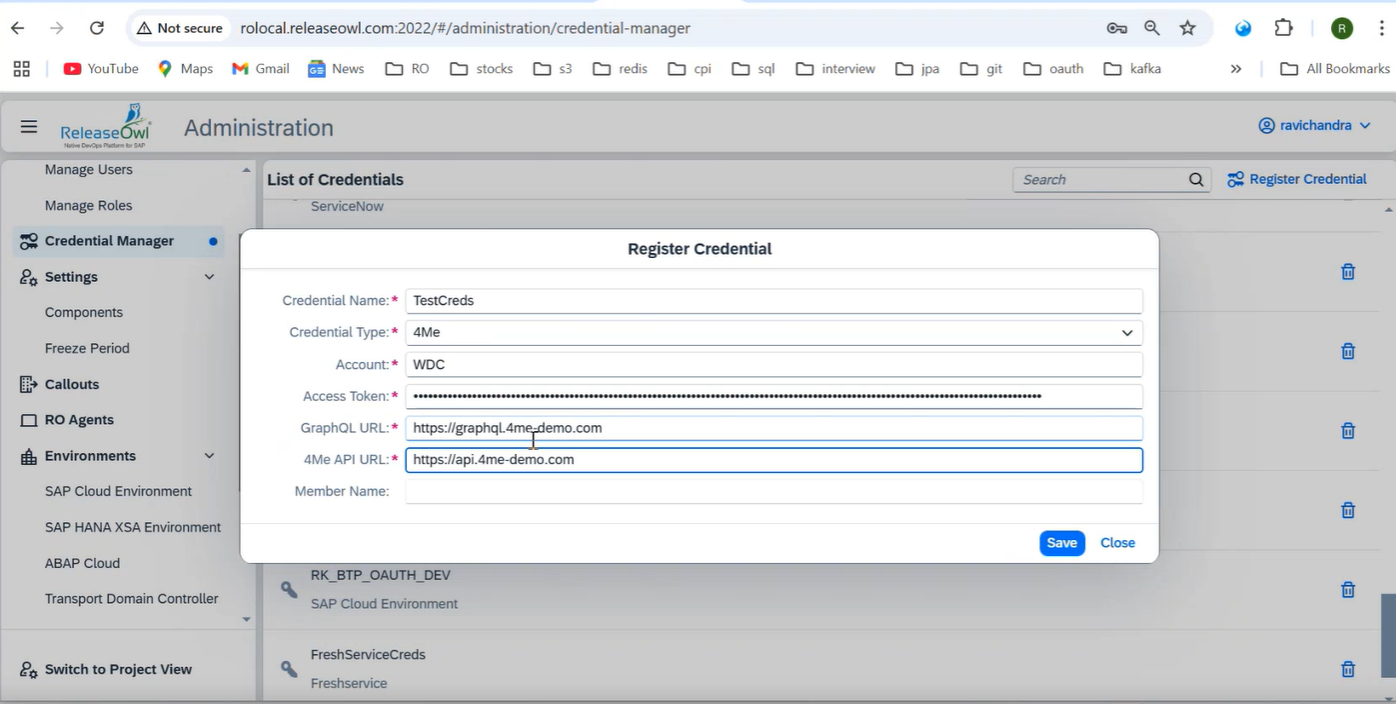 Not secure rolocal.releaseowl.com:2022/#/administration/credential-manager R
YouTube Maps Gmail News RO stocks s3 redis cpi sql interview jpa git oauth kafka » All Bookmarks
ReleaseOwl
Native DevOps Platform for SAP
Administration
ravichandra
Manage Users
Manage Roles
Credential Manager
Settings
Components
Freeze Period
Callouts
RO Agents
Environments
SAP Cloud Environment
SAP HANA XSA Environment
ABAP Cloud
Transport Domain Controller
Switch to Project View
List of Credentials
Search
Register Credential
ServiceNow
Register Credential
Credential Name:* TestCreds
Credential Type:* 4Me
Account:* WDC
Access Token:*
GraphQL URL:* https://graphql.4me-demo.com
4Me API URL:* https://api.4me-demo.com
Member Name:
Save Close
RK_BTP_OAUTH_DEV
SAP Cloud Environment
FreshServiceCreds
Freshservice